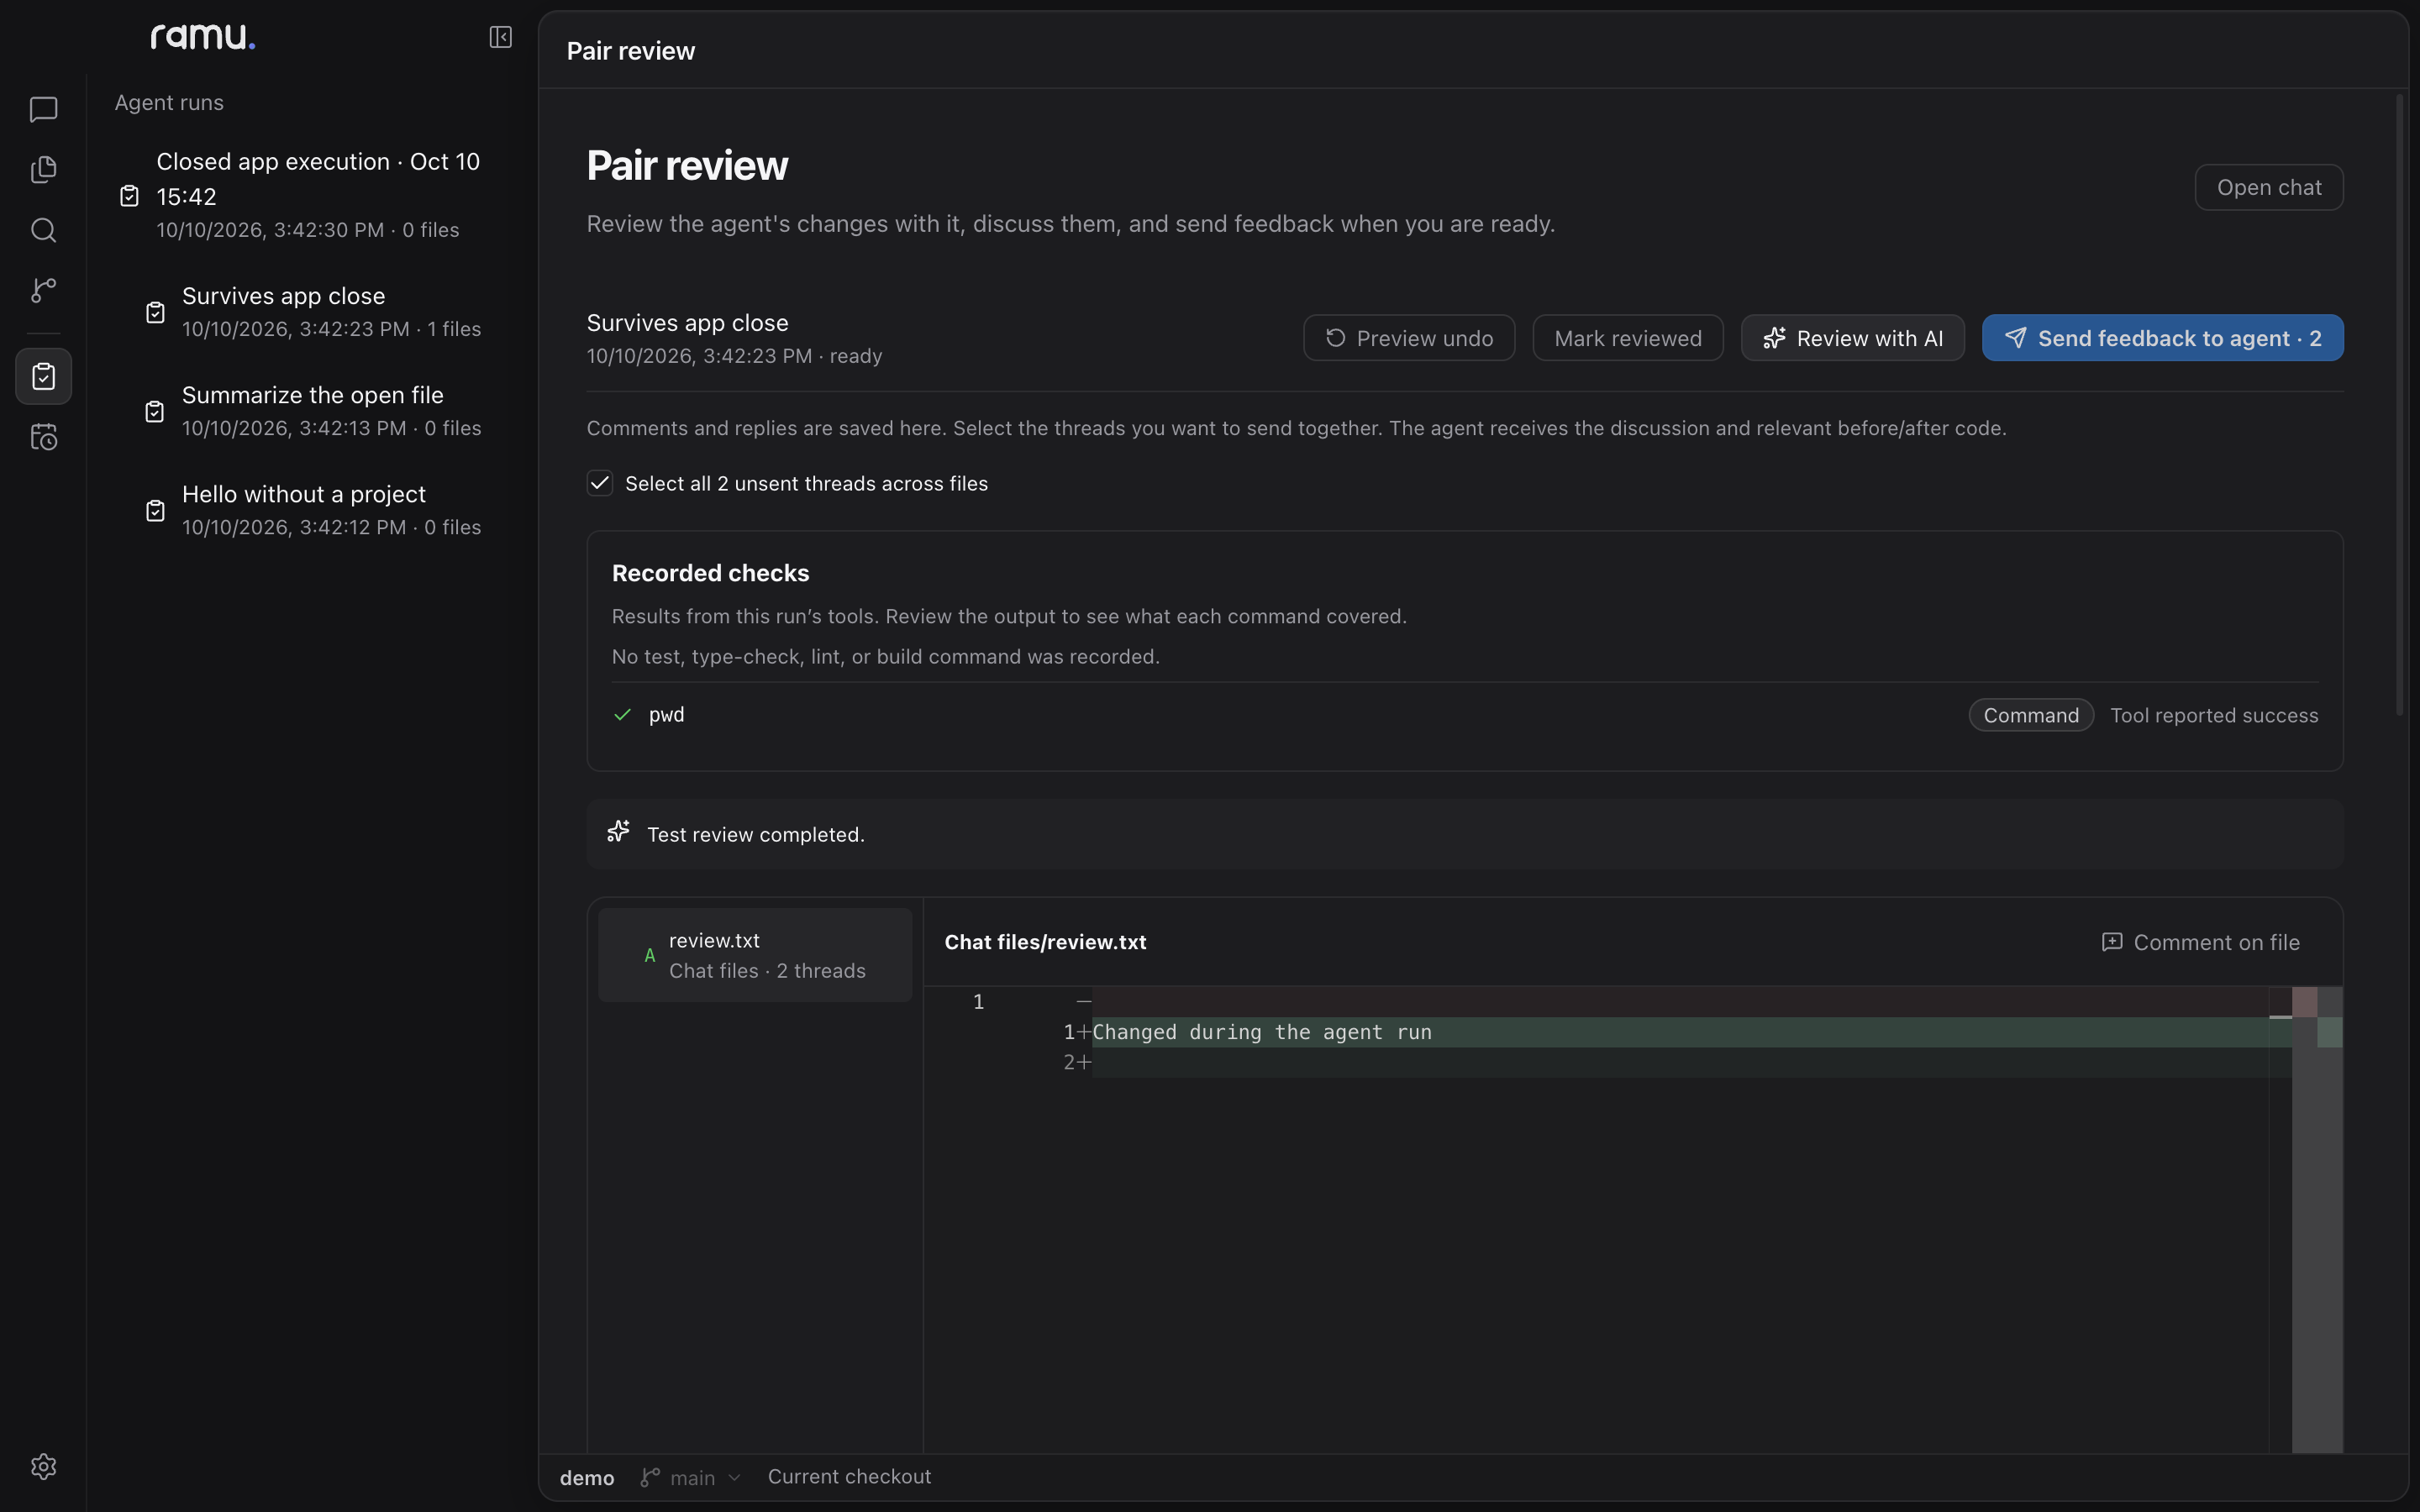 ramu.
Agent runs
Closed app execution · Oct 10
15:42
10/10/2026, 3:42:30 PM · 0 files
Survives app close
10/10/2026, 3:42:23 PM · 1 files
Summarize the open file
10/10/2026, 3:42:13 PM · 0 files
Hello without a project
10/10/2026, 3:42:12 PM · 0 files
Pair review
Pair review
Review the agent's changes with it, discuss them, and send feedback when you are ready.
Open chat
Survives app close
10/10/2026, 3:42:23 PM · ready
Preview undo
Mark reviewed
Review with AI
Send feedback to agent · 2
Comments and replies are saved here. Select the threads you want to send together. The agent receives the discussion and relevant before/after code.
Select all 2 unsent threads across files
Recorded checks
Results from this run’s tools. Review the output to see what each command covered.
No test, type-check, lint, or build command was recorded.
pwd
Command
Tool reported success
Test review completed.
A
review.txt
Chat files · 2 threads
Chat files/review.txt
Comment on file
1 —
1+Changed during the agent run
2+
demo
main
Current checkout